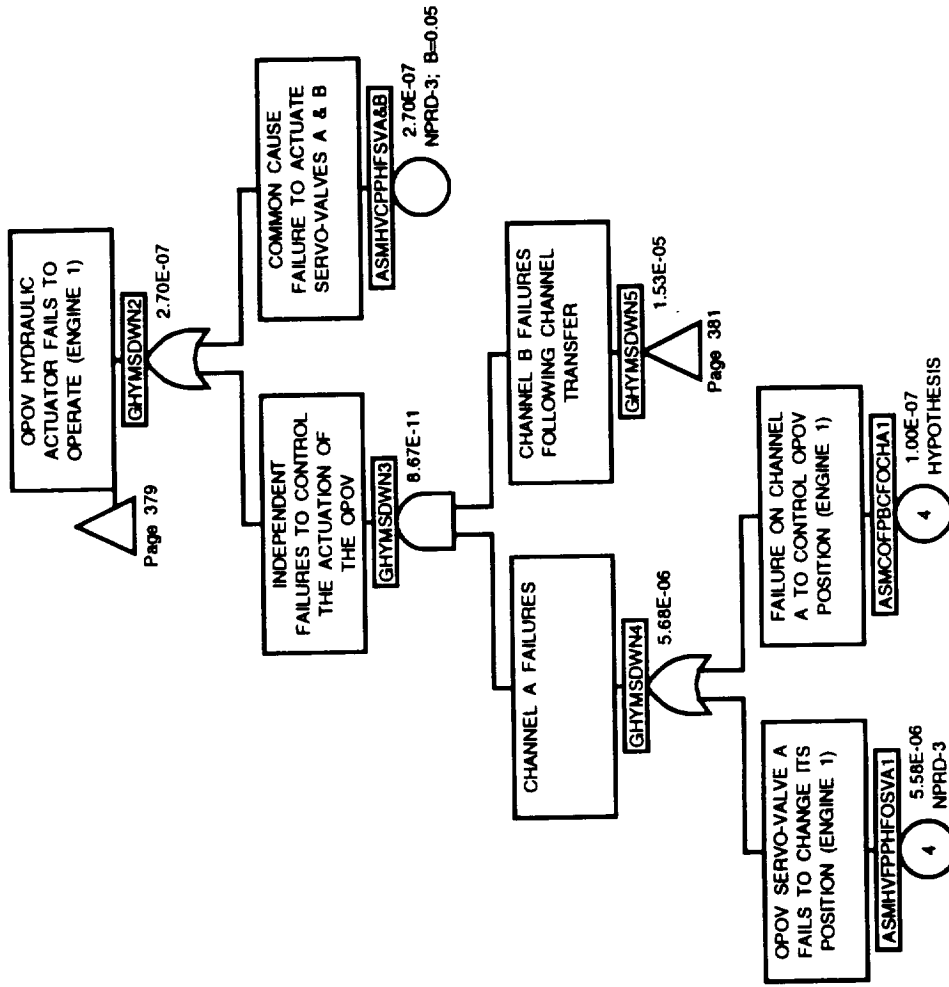 OPOV HYDRAULIC
ACTUATOR FAILS TO
OPERATE (ENGINE 1)
GHYMSDWN2
2.70E-07
Page 379
INDEPENDENT
FAILURES TO CONTROL
THE ACTUATION OF
THE OPOV
GHYMSDWN3
8.67E-11
COMMON CAUSE
FAILURE TO ACTUATE
SERVO-VALVES A & B
ASMHVCPPHFSVA&B
2.70E-07
NPRD-3; B=0.05
CHANNEL A FAILURES
GHYMSDWN4
5.68E-06
CHANNEL B FAILURES
FOLLOWING CHANNEL
TRANSFER
GHYMSDWN5
1.53E-05
Page 381
OPOV SERVO-VALVE A
FAILS TO CHANGE ITS
POSITION (ENGINE 1)
ASMHVFPPHFOSVA1
5.58E-06
NPRD-3
4
FAILURE ON CHANNEL
A TO CONTROL OPOV
POSITION (ENGINE 1)
ASMCOFPBCFOCHA1
1.00E-07
HYPOTHESIS
4